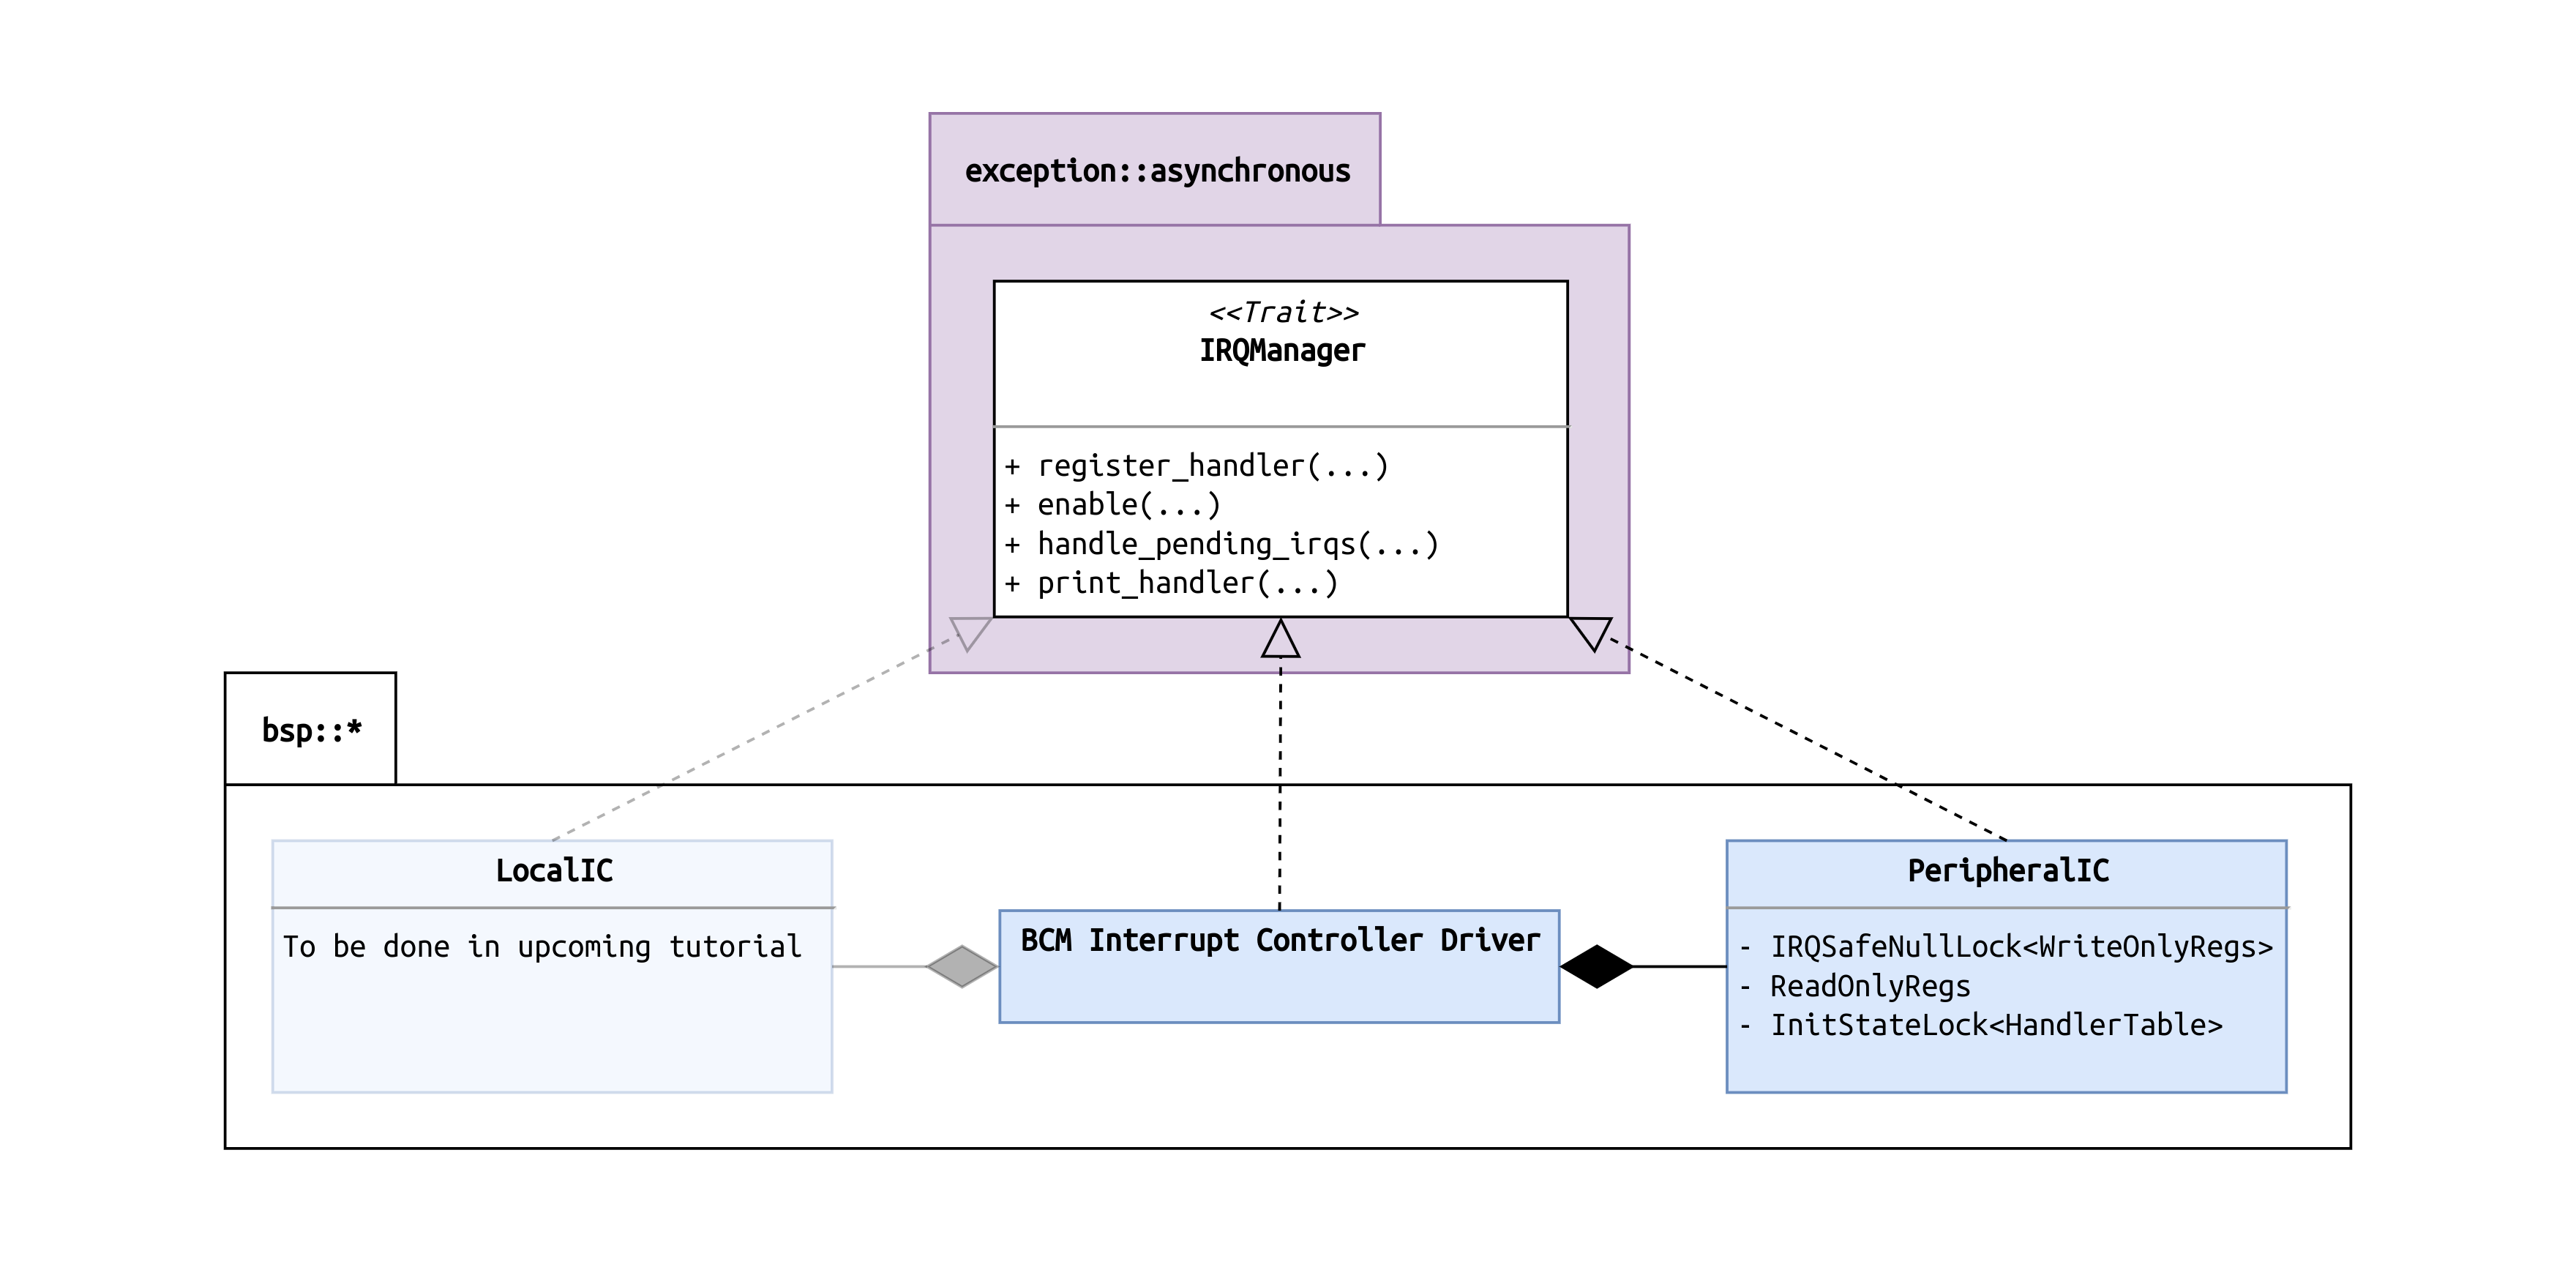 exception::asynchronous
<<Trait>>
IRQManager
+ register_handler(...)
+ enable(...)
+ handle_pending_irqs(...)
+ print_handler(...)
bsp::*
LocalIC
To be done in upcoming tutorial
BCM Interrupt Controller Driver
PeripheralIC
- IRQSafeNullLock<WriteOnlyRegs>
- ReadOnlyRegs
- InitStateLock<HandlerTable>